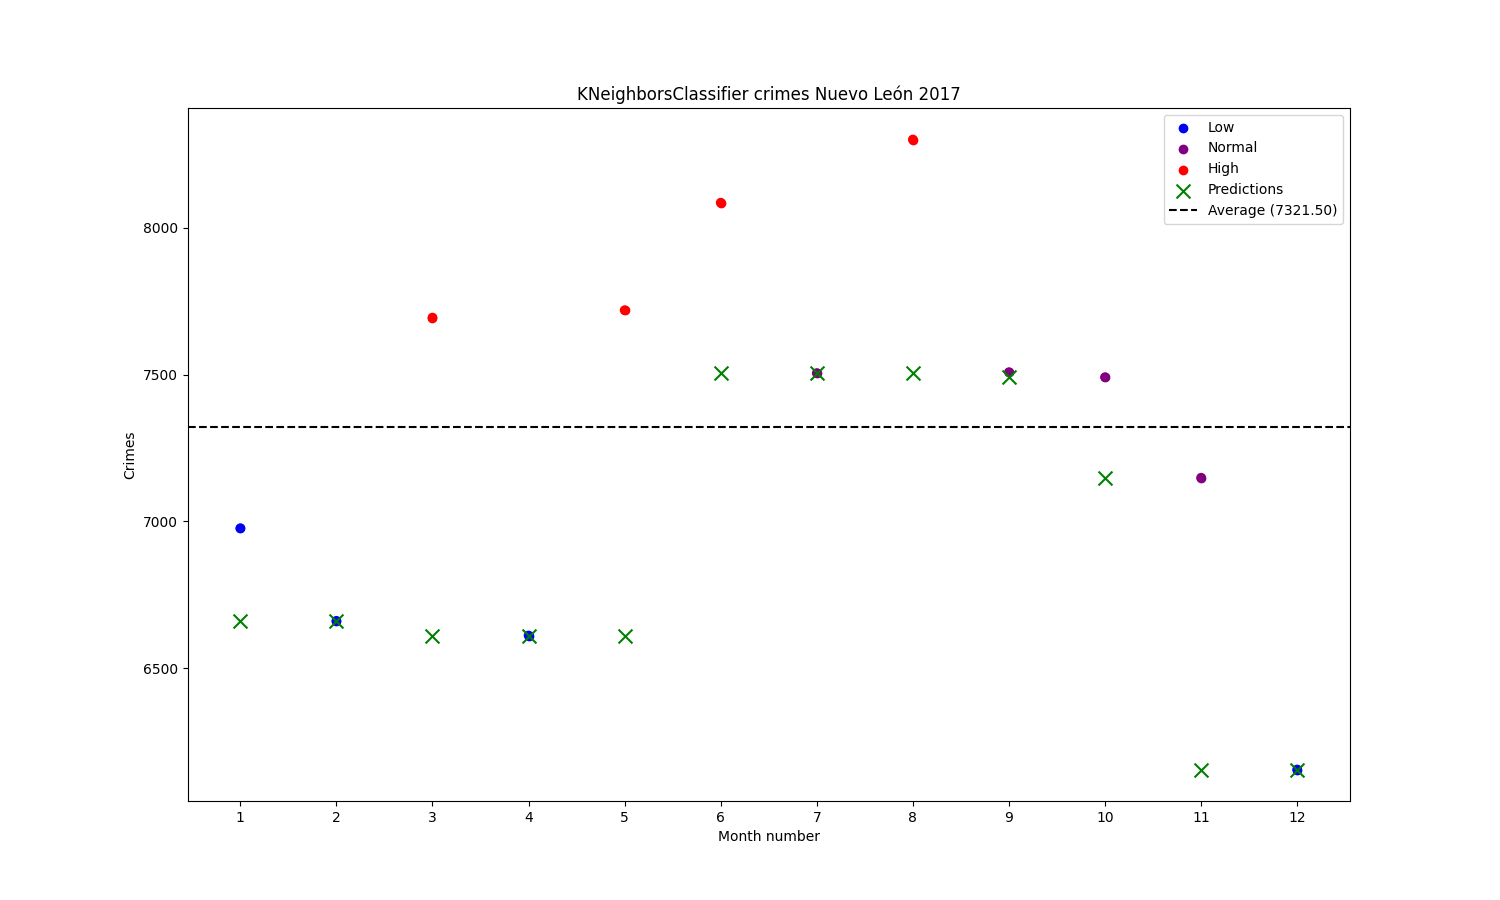 KNeighborsClassifier crimes Nuevo León 2017
Low
Normal
High
Predictions
Average (7321.50)
8000
7500
7000
6500
Crimes
1 2 3 4 5 6 7 8 9 10 11 12
Month number